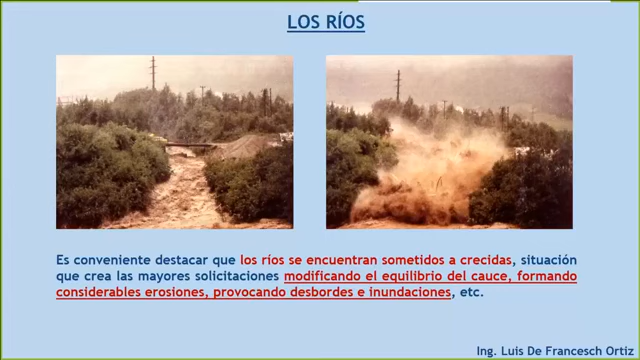 LOS RÍOS
Es conveniente destacar que los ríos se encuentran sometidos a crecidas, situación
que crea las mayores solicitaciones modificando el equilibrio del cauce, formando
considerables erosiones, provocando desbordes e inundaciones, etc.
Ing. Luis De Francesch Ortiz